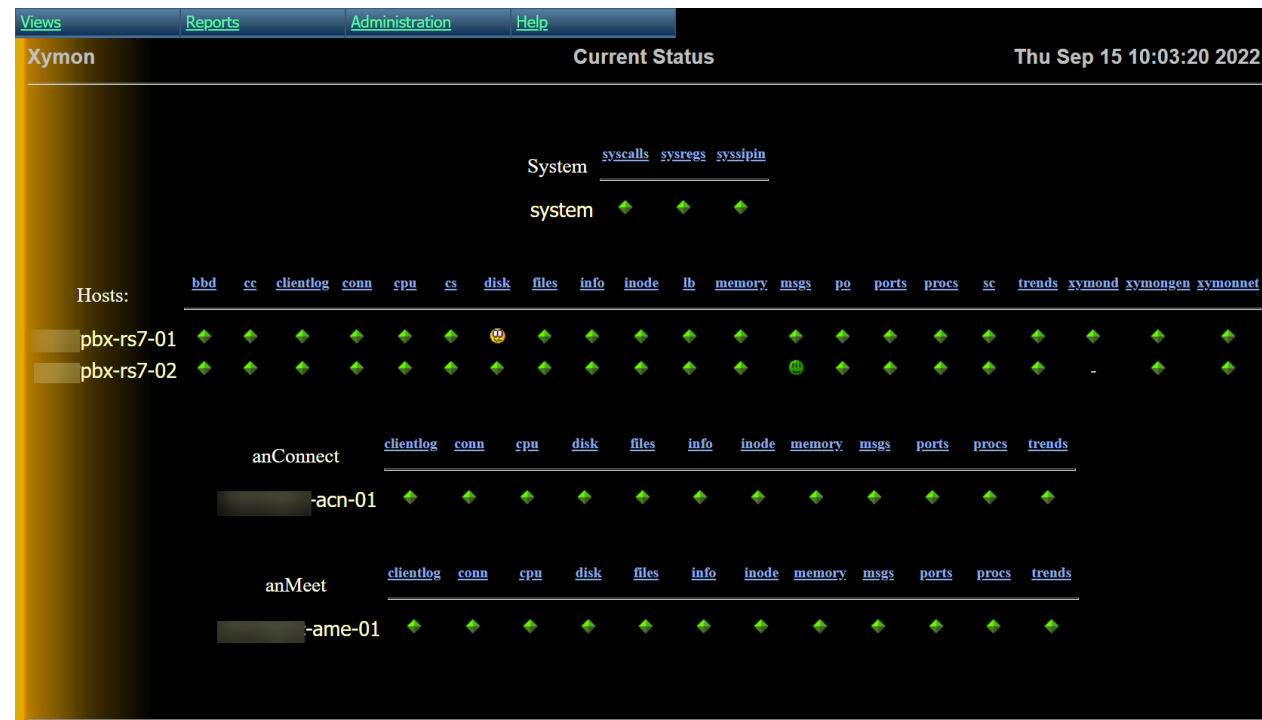 Views Reports Administration Help
Xymon Current Status Thu Sep 15 10:03:20 2022
System syscalls sysregs syssipin
system
Hosts: bbd cc clientlog conn cpu cs disk files info inode lb memory msgs po ports procs sc trends xymond xymongen xymonnet
pbx-rs7-01
pbx-rs7-02 -
anConnect clientlog conn cpu disk files info inode memory msgs ports procs trends
-acn-01
anMeet clientlog conn cpu disk files info inode memory msgs ports procs trends
-ame-01